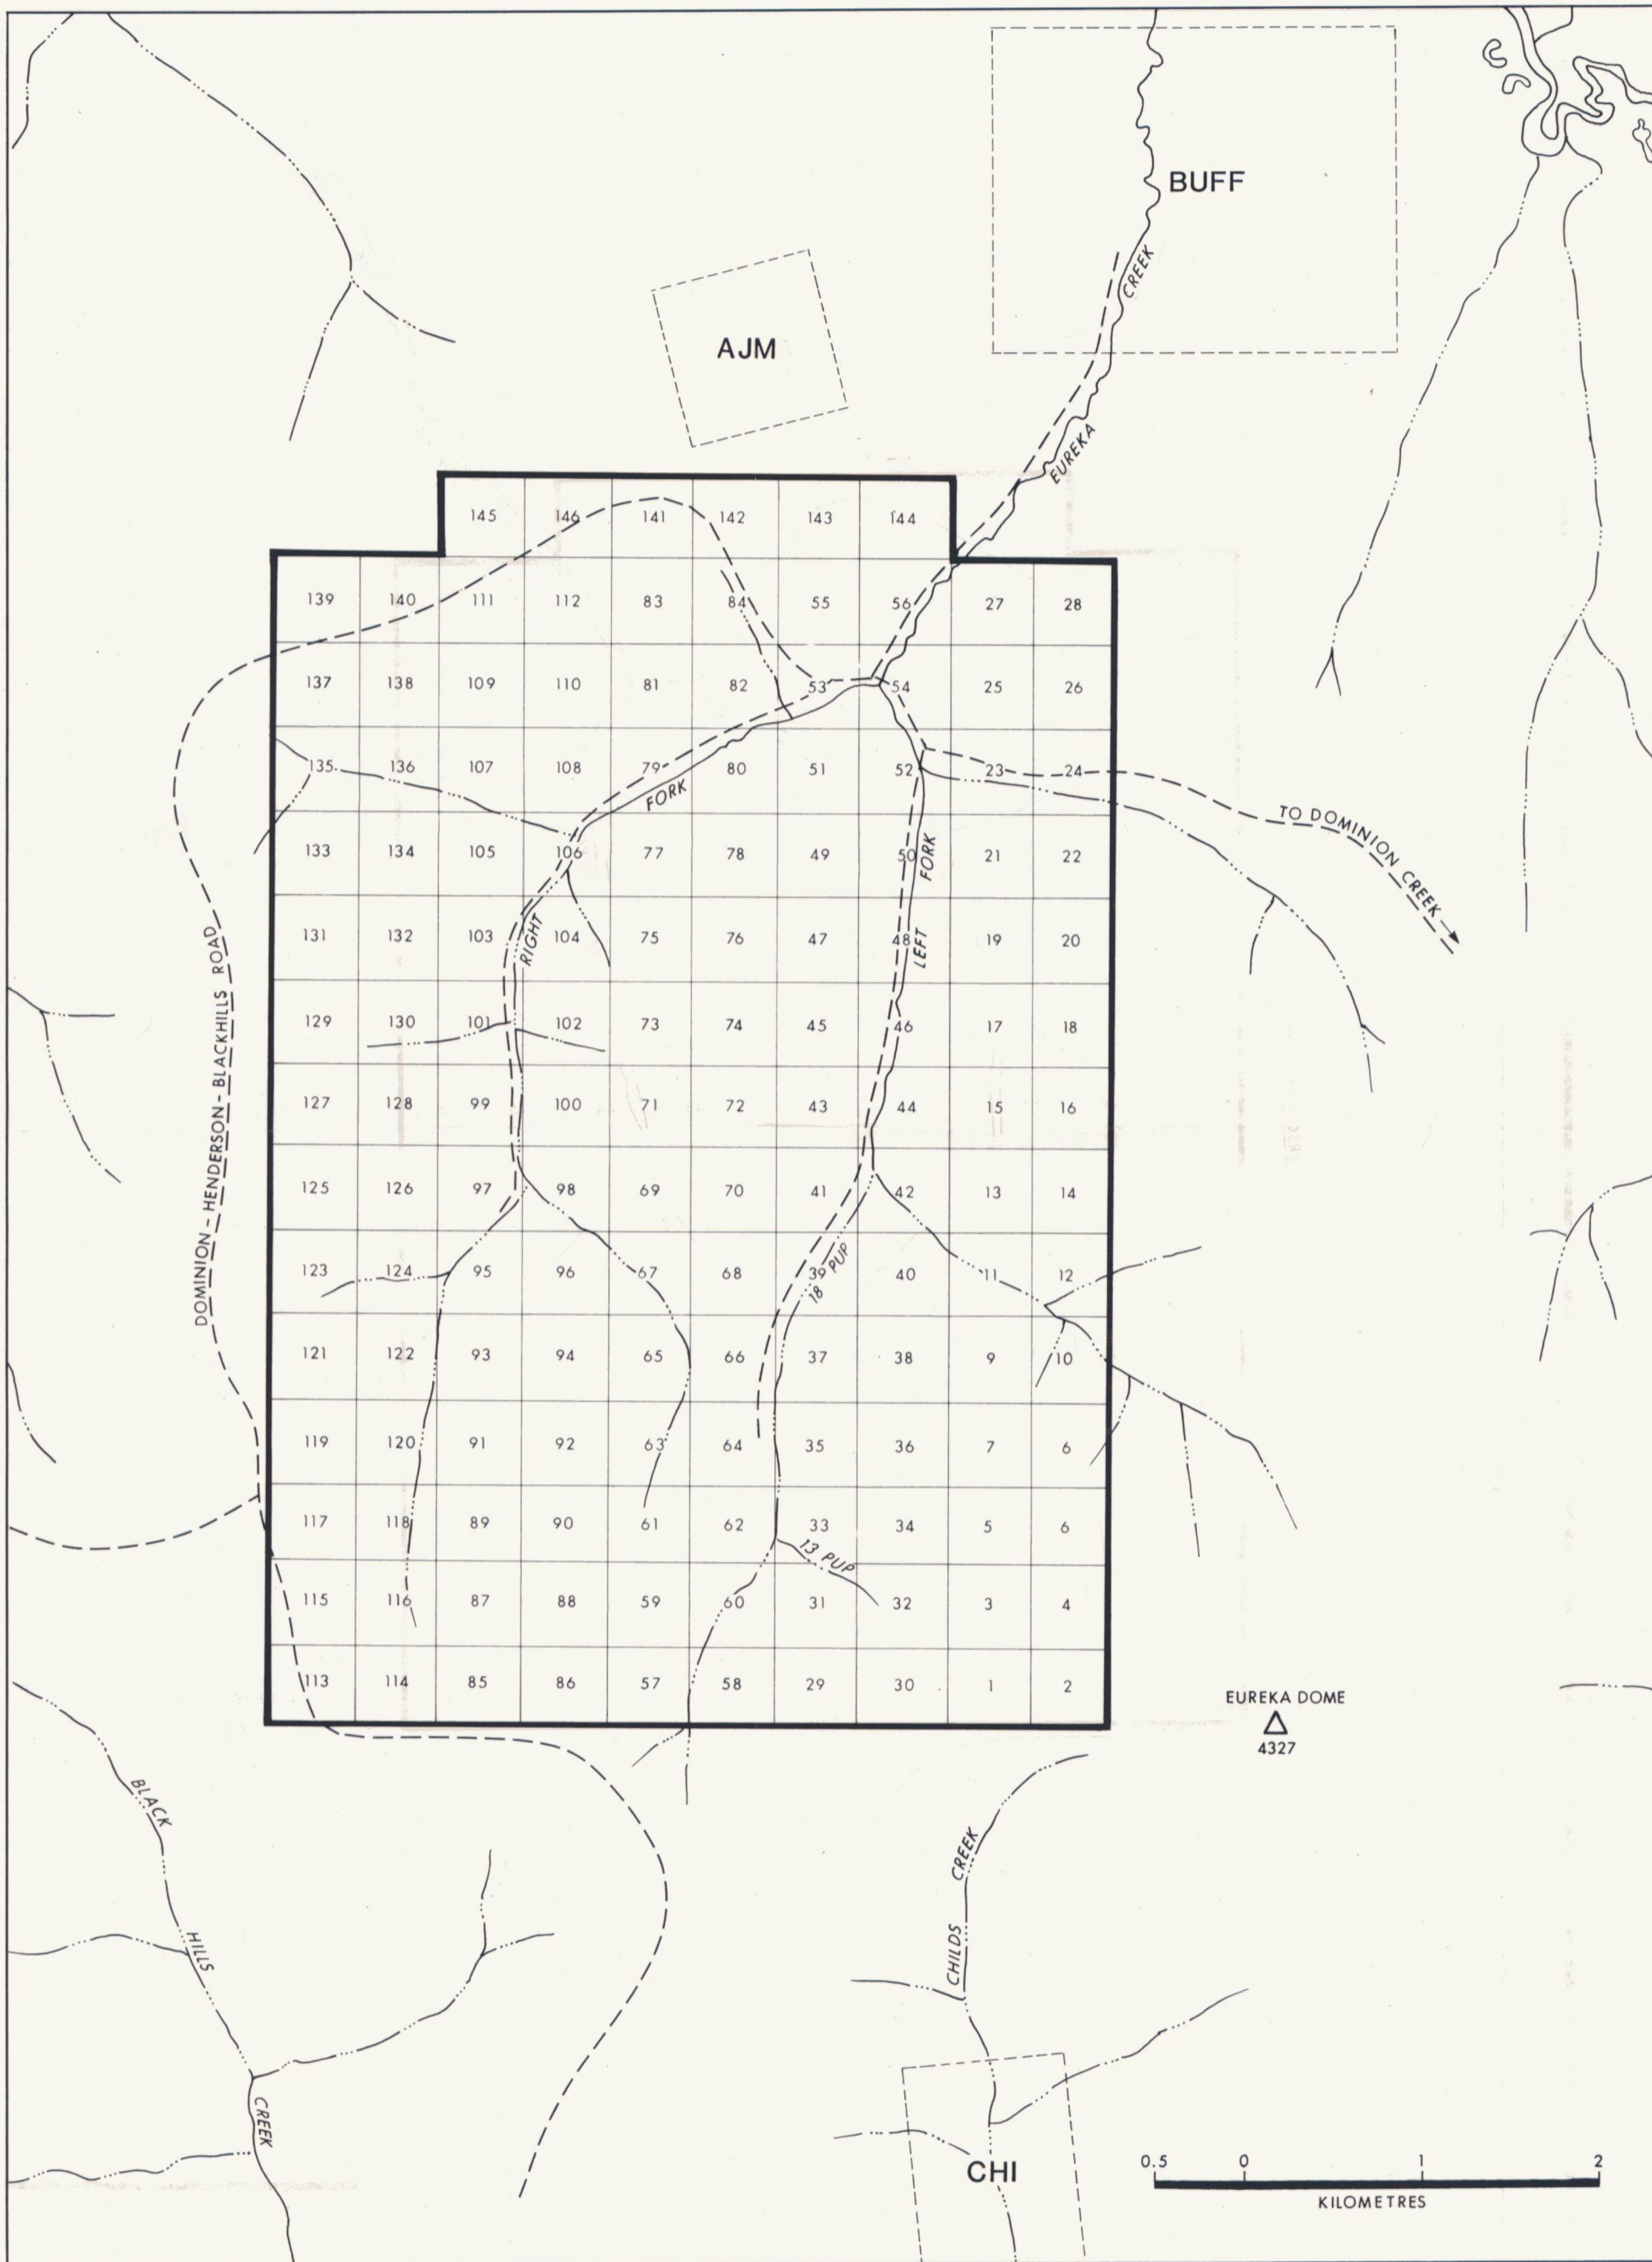 BUFF
CREEK
AJM
EUREKA
145 146 141 142 143 144
139 140 111 112 83 84 55 56 27 28
137 138 109 110 81 82 53 54 25 26
135 136 107 108 79 80 51 52 23 24
FORK
TO DOMINION CREEK
133 134 105 106 77 78 49 50 21 22
FORK
131 132 103 104 75 76 47 48 19 20
RIGHT
LEFT
DOMINION - HENDERSON - BLACKHILLS ROAD
129 130 101 102 73 74 45 46 17 18
127 128 99 100 71 72 43 44 15 16
125 126 97 98 69 70 41 42 13 14
123 124 95 96 67 68 39 40 11 12
18 PUP
121 122 93 94 65 66 37 38 9 10
119 120 91 92 63 64 35 36 7 6
117 118 89 90 61 62 33 34 5 6
13 PUP
115 116 87 88 59 60 31 32 3 4
113 114 85 86 57 58 29 30 1 2
EUREKA DOME
4327
BLACK
HILLS
CREEK
CHILDS CREEK
CHI
0.5 0 1 2
KILOMETRES